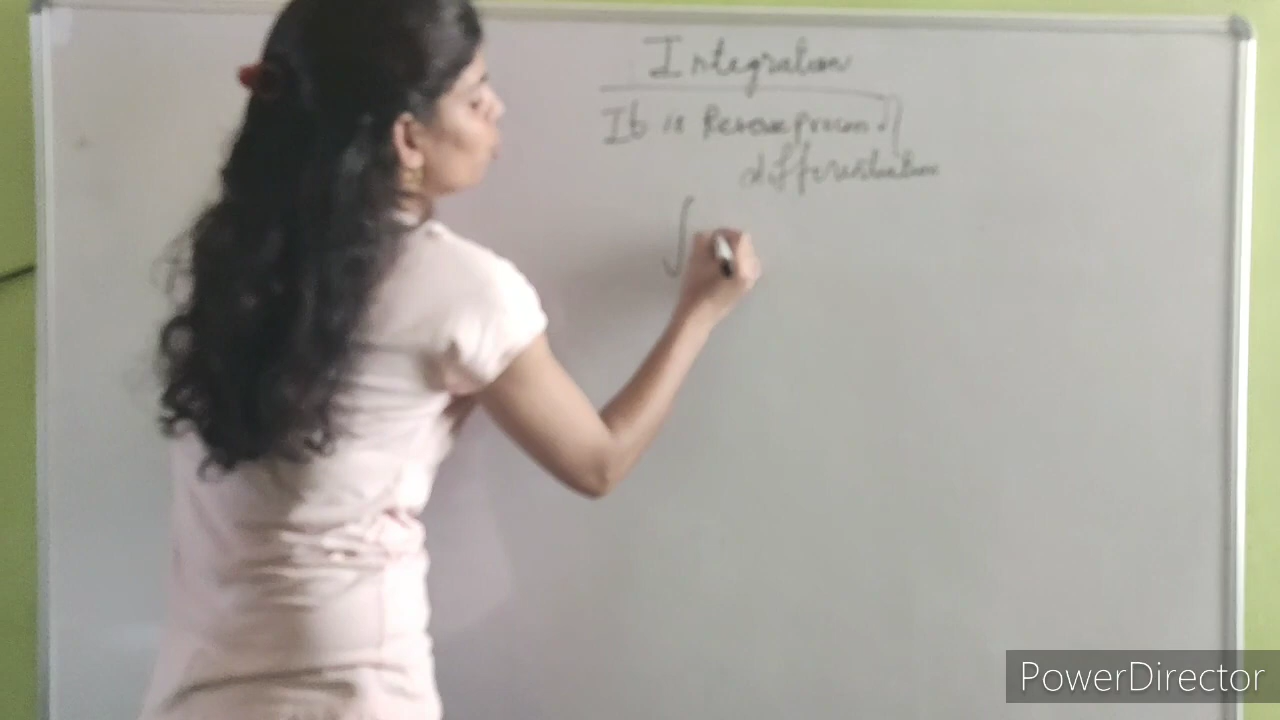 Integration
It is Reverse process of
differentiation
∫
PowerDirector